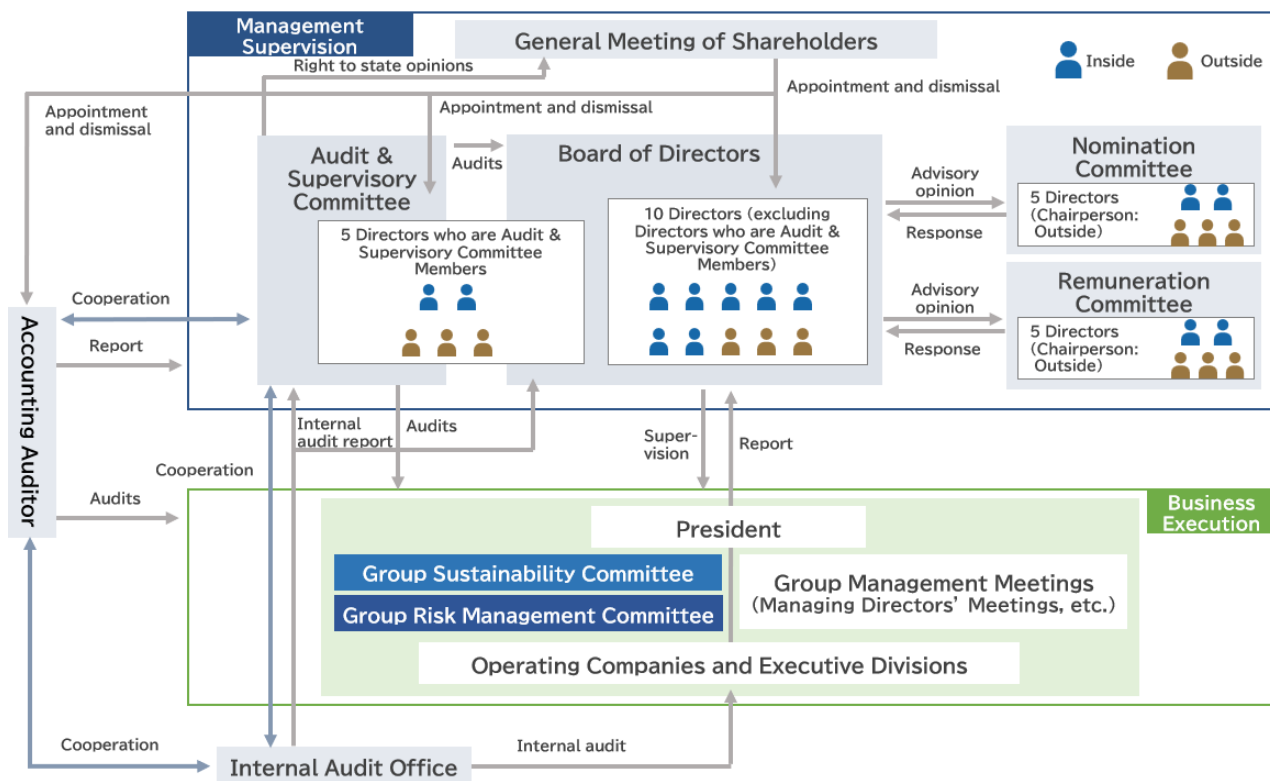 Management
Supervision
General Meeting of Shareholders
Inside
Outside
Right to state opinions
Appointment
and dismissal
Appointment and dismissal
Appointment and dismissal
Audit &
Supervisory
Committee
Audits
Board of Directors
Nomination
Committee
5 Directors
(Chairperson:
Outside)
Advisory
opinion
Response
5 Directors who are Audit &
Supervisory Committee
Members
10 Directors (excluding
Directors who are Audit &
Supervisory Committee
Members)
Remuneration
Committee
5 Directors
(Chairperson:
Outside)
Advisory
opinion
Response
Cooperation
Report
Accounting Auditor
Internal
audit report
Audits
Super-
vision
Report
Cooperation
Audits
Business
Execution
President
Group Sustainability Committee
Group Risk Management Committee
Group Management Meetings
(Managing Directors’ Meetings, etc.)
Operating Companies and Executive Divisions
Cooperation
Internal Audit Office
Internal audit